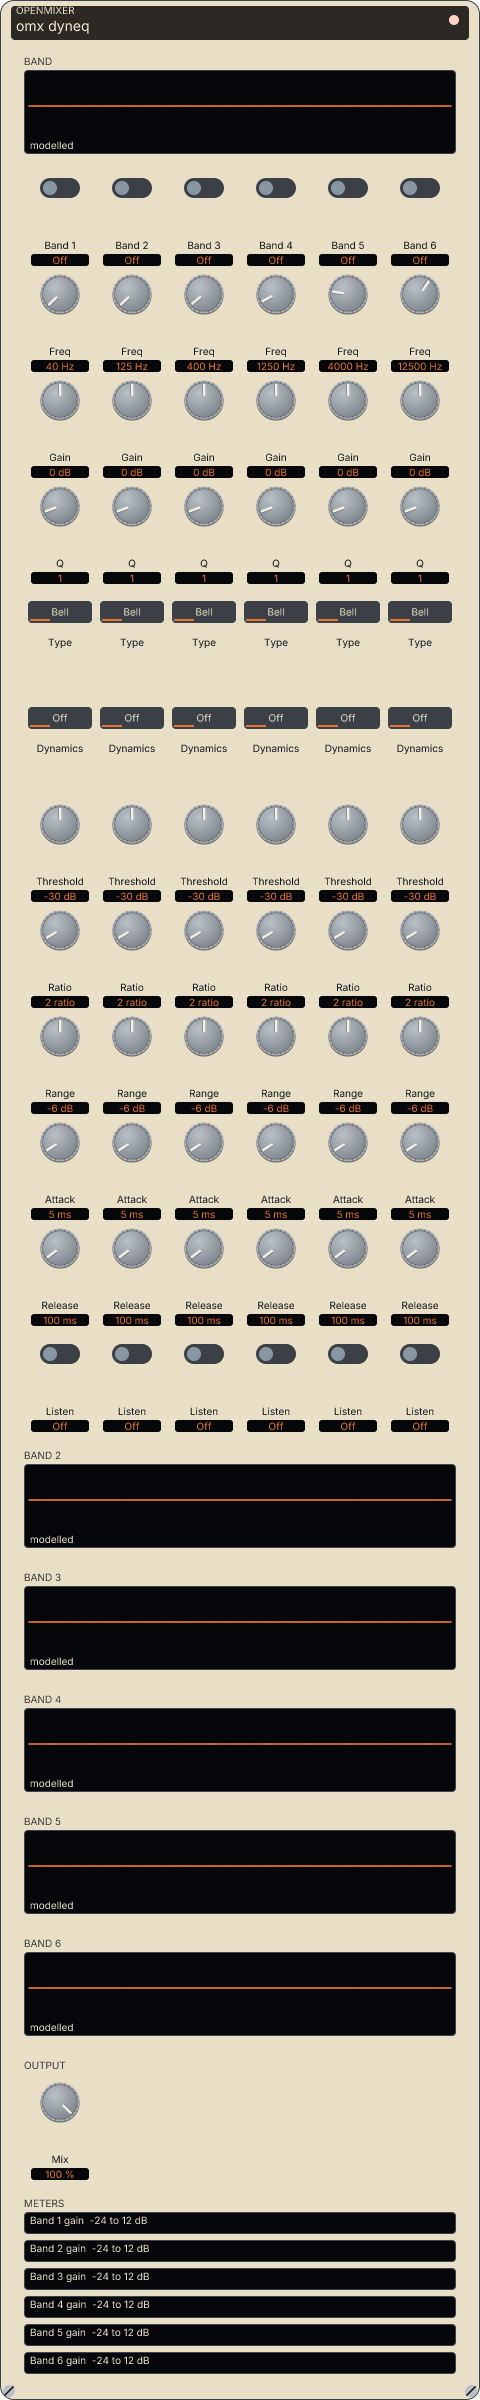 OPENMIXER
omx dyneq
BAND
modelled
Band 1 Band 2 Band 3 Band 4 Band 5 Band 6
Off Off Off Off Off Off
Freq Freq Freq Freq Freq Freq
40 Hz 125 Hz 400 Hz 1250 Hz 4000 Hz 12500 Hz
Gain Gain Gain Gain Gain Gain
0 dB 0 dB 0 dB 0 dB 0 dB 0 dB
Q Q Q Q Q Q
1 1 1 1 1 1
Bell Bell Bell Bell Bell Bell
Type Type Type Type Type Type
Off Off Off Off Off Off
Dynamics Dynamics Dynamics Dynamics Dynamics Dynamics
Threshold Threshold Threshold Threshold Threshold Threshold
-30 dB -30 dB -30 dB -30 dB -30 dB -30 dB
Ratio Ratio Ratio Ratio Ratio Ratio
2 ratio 2 ratio 2 ratio 2 ratio 2 ratio 2 ratio
Range Range Range Range Range Range
-6 dB -6 dB -6 dB -6 dB -6 dB -6 dB
Attack Attack Attack Attack Attack Attack
5 ms 5 ms 5 ms 5 ms 5 ms 5 ms
Release Release Release Release Release Release
100 ms 100 ms 100 ms 100 ms 100 ms 100 ms
Listen Listen Listen Listen Listen Listen
Off Off Off Off Off Off
BAND 2
modelled
BAND 3
modelled
BAND 4
modelled
BAND 5
modelled
BAND 6
modelled
OUTPUT
Mix
100 %
METERS
Band 1 gain -24 to 12 dB
Band 2 gain -24 to 12 dB
Band 3 gain -24 to 12 dB
Band 4 gain -24 to 12 dB
Band 5 gain -24 to 12 dB
Band 6 gain -24 to 12 dB